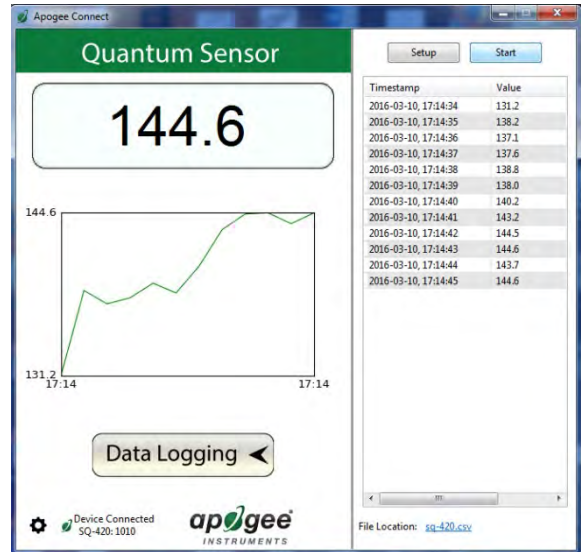 Apogee Connect
Quantum Sensor
144.6
144.6
131.2
17:14 17:14
Data Logging
Device Connected
SQ-420: 1010
apogee
INSTRUMENTS
Setup Start
Timestamp Value
2016-03-10, 17:14:34 131.2
2016-03-10, 17:14:35 138.2
2016-03-10, 17:14:36 137.1
2016-03-10, 17:14:37 137.6
2016-03-10, 17:14:38 138.8
2016-03-10, 17:14:39 138.0
2016-03-10, 17:14:40 140.2
2016-03-10, 17:14:41 143.2
2016-03-10, 17:14:42 144.5
2016-03-10, 17:14:43 144.6
2016-03-10, 17:14:44 143.7
2016-03-10, 17:14:45 144.6
File Location: sq-420.csv